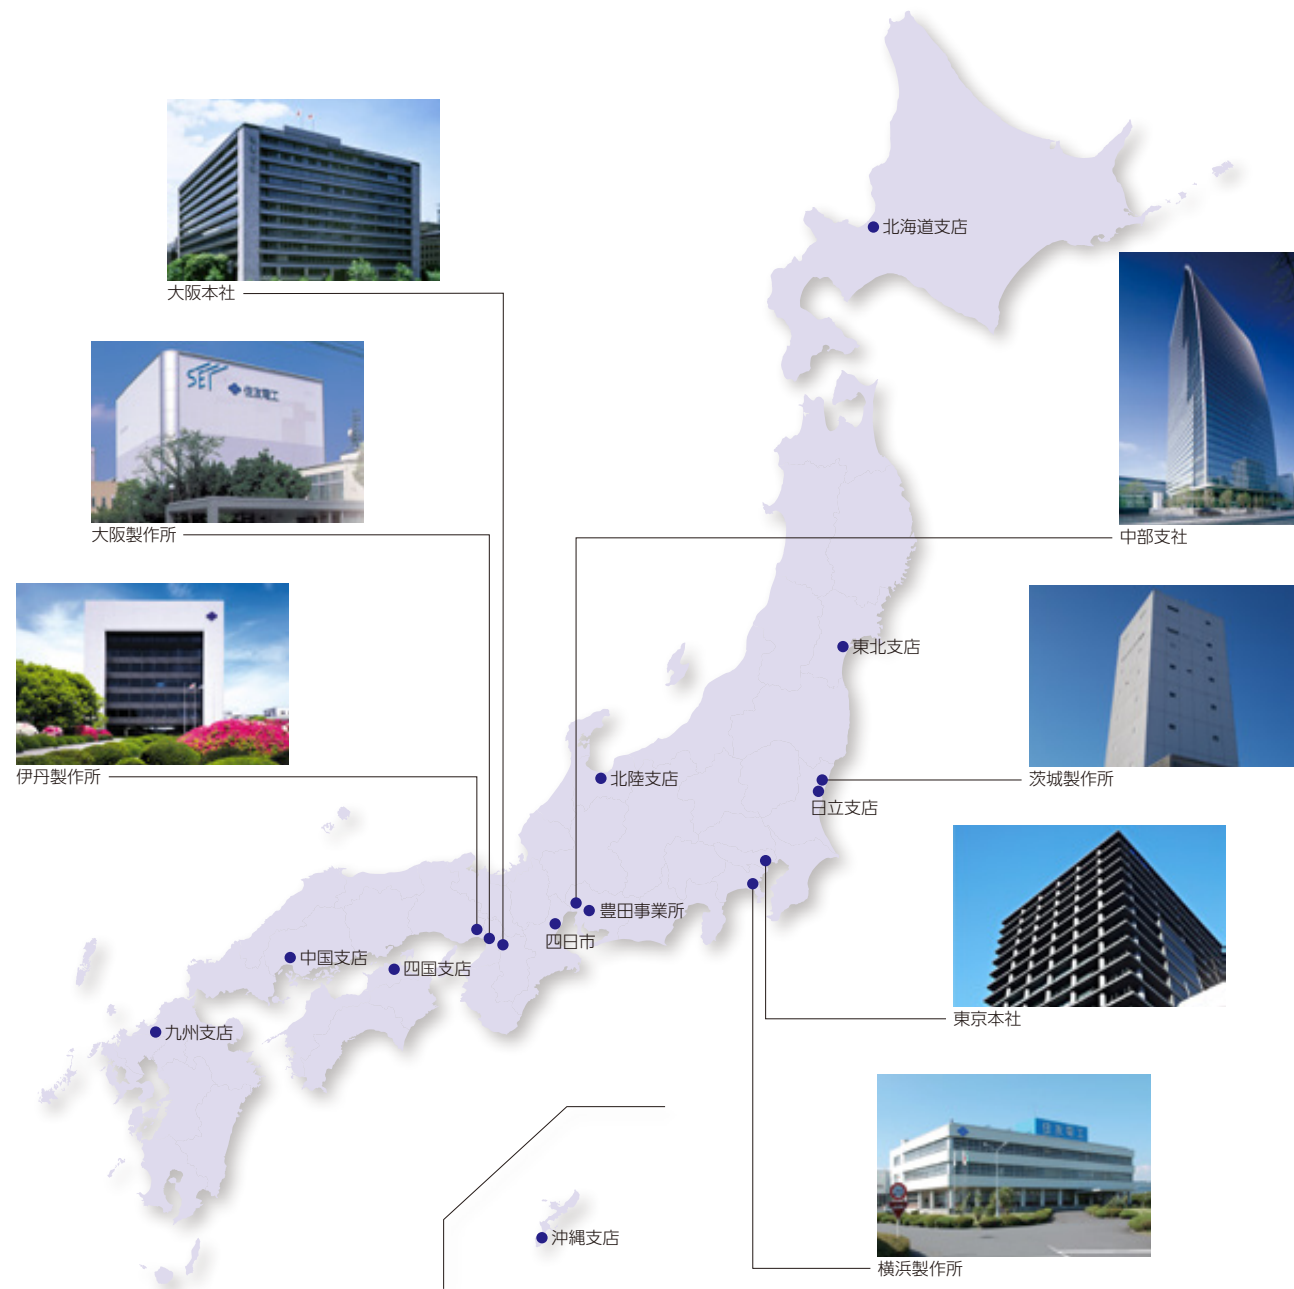 北海道支店
大阪本社
SEI
住友電工
大阪製作所
中部支社
東北支店
伊丹製作所
北陸支店
茨城製作所
日立支店
豊田事業所
四日市
中国支店
四国支店
東京本社
九州支店
住友電工
沖縄支店
横浜製作所